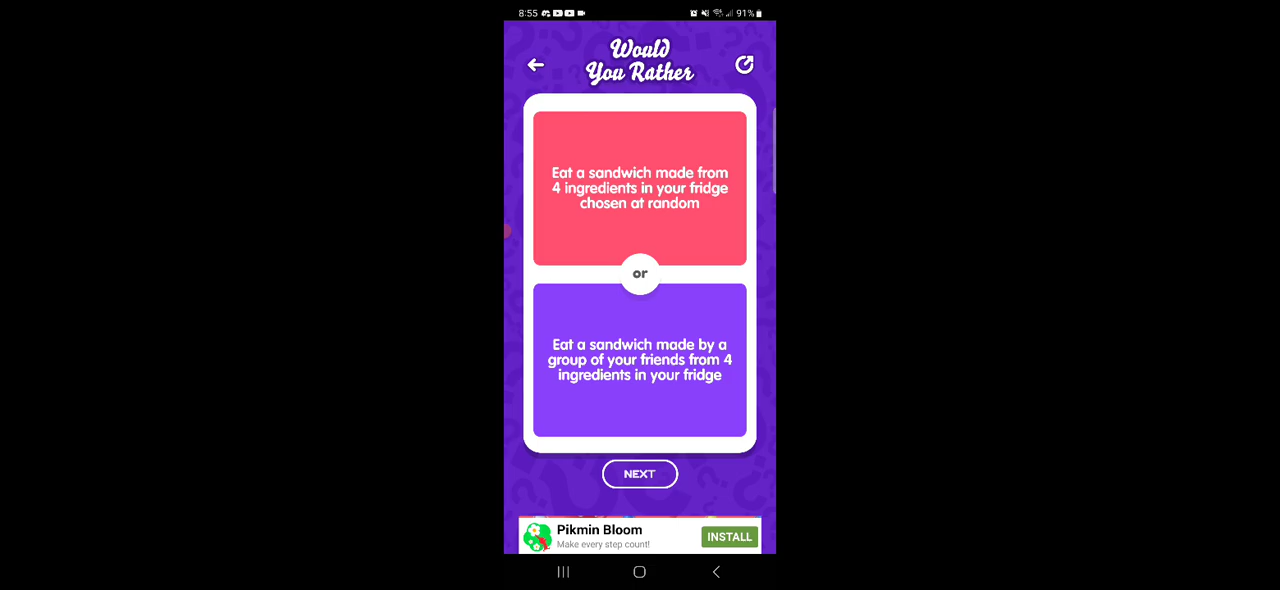 8:55
91%
Would
You Rather
Eat a sandwich made from
4 ingredients in your fridge
chosen at random
or
Eat a sandwich made by a
group of your friends from 4
ingredients in your fridge
NEXT
Pikmin Bloom
Make every step count!
INSTALL